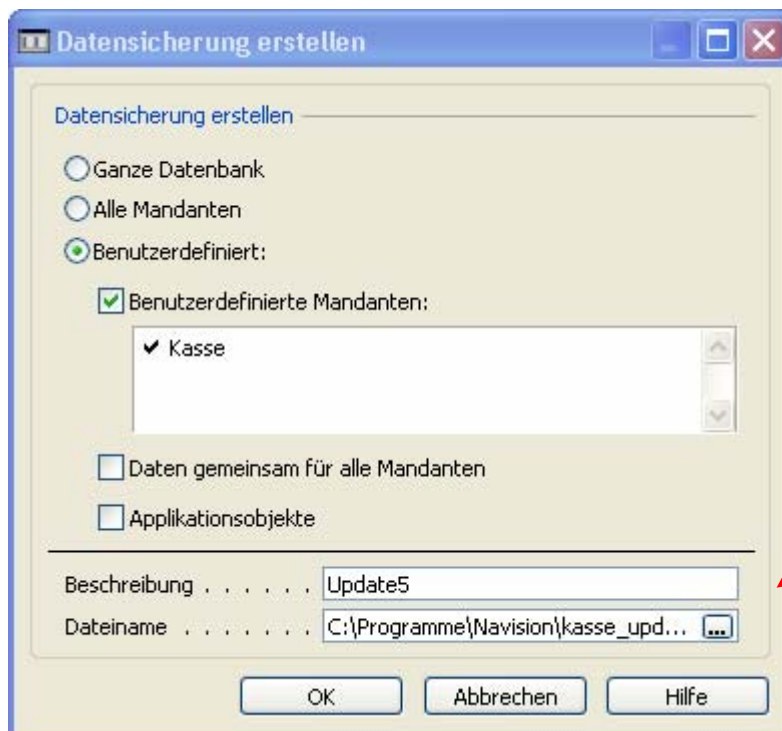 Datensicherung erstellen
Datensicherung erstellen
Ganze Datenbank
Alle Mandanten
Benutzerdefiniert:
Benutzerdefinierte Mandanten:
Kasse
Daten gemeinsam für alle Mandanten
Applikationsobjekte
Beschreibung . . . . . . Update5
Dateiname . . . . . . . C:\Programme\Navision\kasse_upd... ...
OK Abbrechen Hilfe